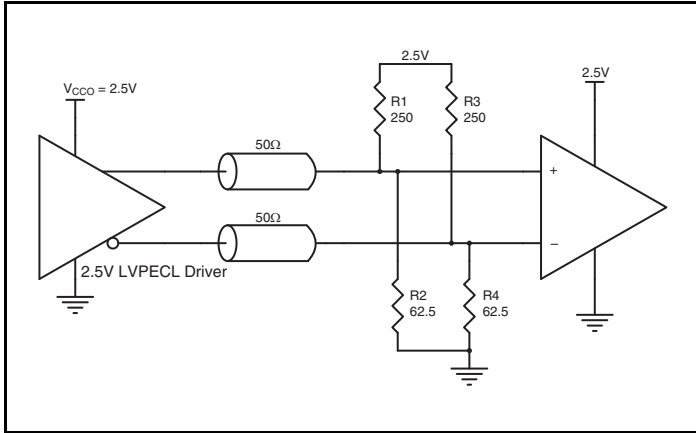 2.5V
V_CCO = 2.5V
2.5V
R1
250
R3
250
50Ω
+
50Ω
−
2.5V LVPECL Driver
R2
62.5
R4
62.5